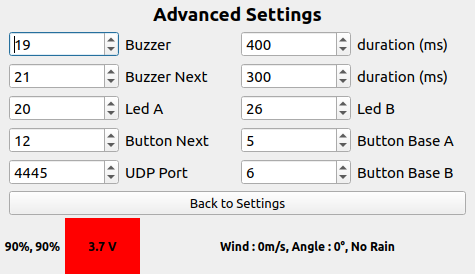 Advanced Settings
19 Buzzer 400 duration (ms)
21 Buzzer Next 300 duration (ms)
20 Led A 26 Led B
12 Button Next 5 Button Base A
4445 UDP Port 6 Button Base B
Back to Settings
90%, 90% 3.7 V Wind : 0m/s, Angle : 0°, No Rain